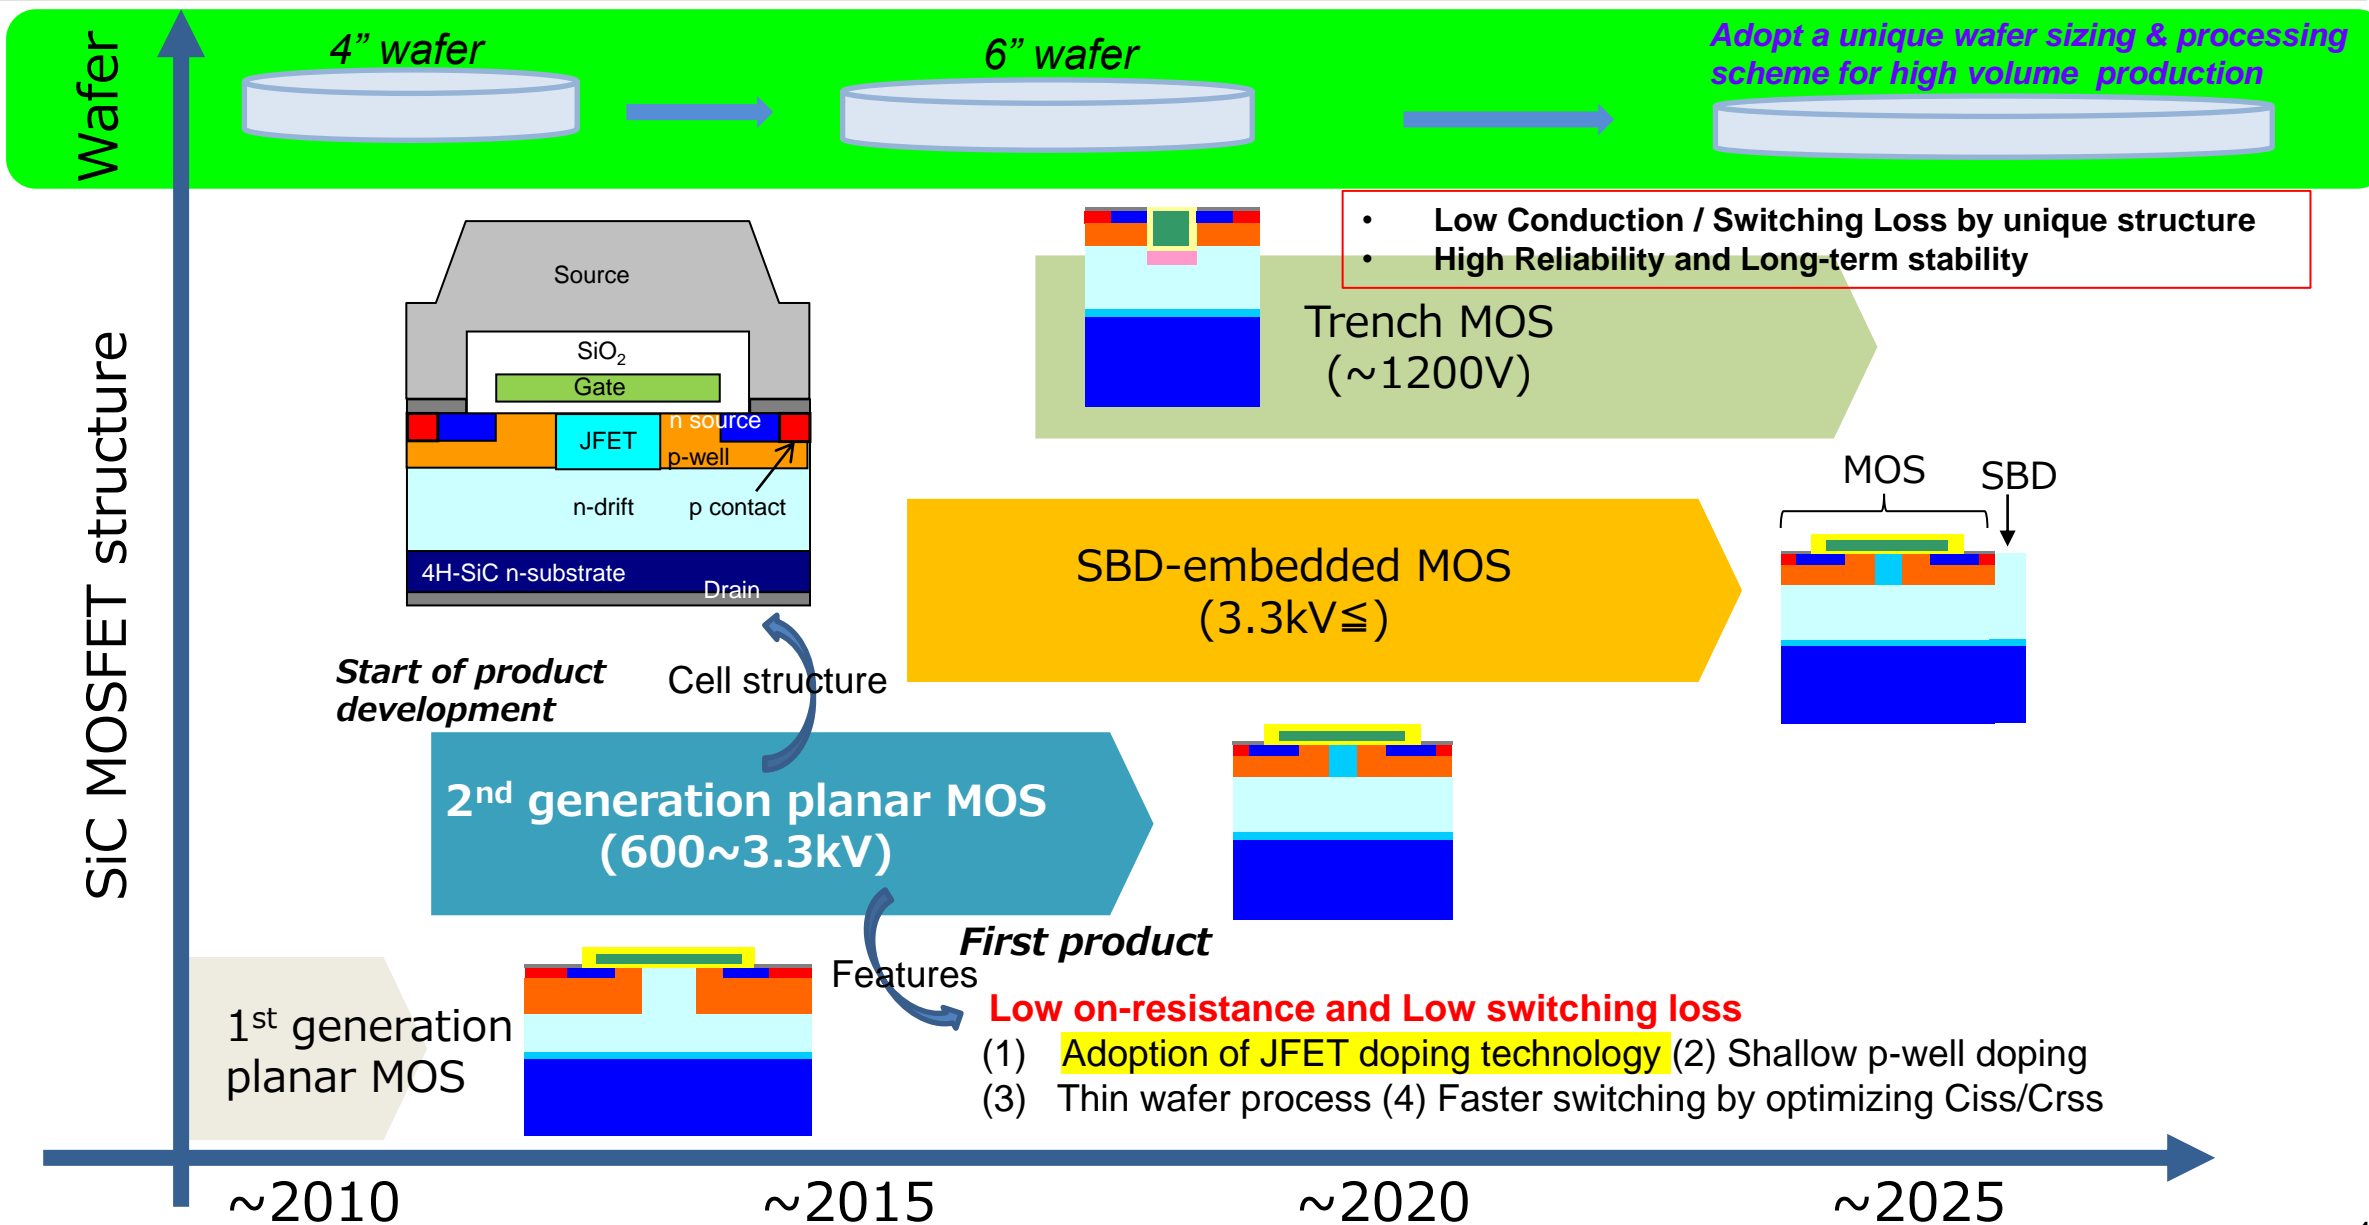 Wafer
4” wafer
6” wafer
Adopt a unique wafer sizing & processing
scheme for high volume production
SiC MOSFET structure
Source
SiO₂
Gate
n source
JFET
p-well
n-drift
p contact
4H-SiC n-substrate
Drain
• Low Conduction / Switching Loss by unique structure
• High Reliability and Long-term stability
Trench MOS
(~1200V)
MOS
SBD
SBD-embedded MOS
(3.3kV≦)
Start of product
development
Cell structure
2nd generation planar MOS
(600~3.3kV)
First product
Features
1st generation
planar MOS
Low on-resistance and Low switching loss
(1) Adoption of JFET doping technology (2) Shallow p-well doping
(3) Thin wafer process (4) Faster switching by optimizing Ciss/Crss
~2010
~2015
~2020
~2025